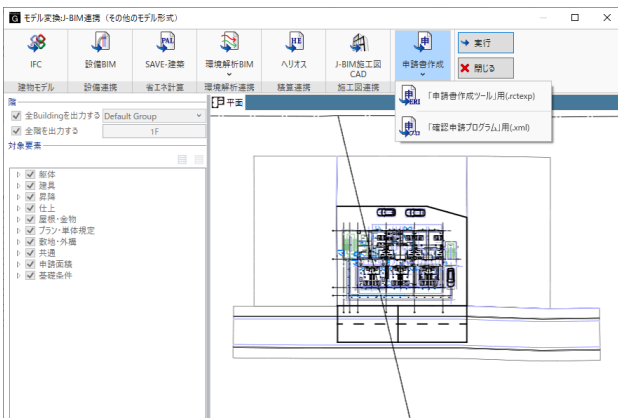 G モデル変換:J-BIM連携（その他のモデル形式）
IFC
設備BIM
PAL
SAVE-建築
環境解析BIM
HE
ヘリオス
J-BIM施工図
CAD
申
申請書作成
実行
閉じる
建物モデル
設備連携
省エネ計算
環境解析連携
積算連携
施工図連携
申
ERI
「申請書作成ツール」用(.rctexp)
申
「確認申請プログラム」用(.xml)
階
全Buildingを出力する
Default Group
全階を出力する
1F
対象要素
躯体
建具
昇降
仕上
屋根・金物
プラン・単体規定
敷地・外構
共通
申請面積
基礎条件
平面